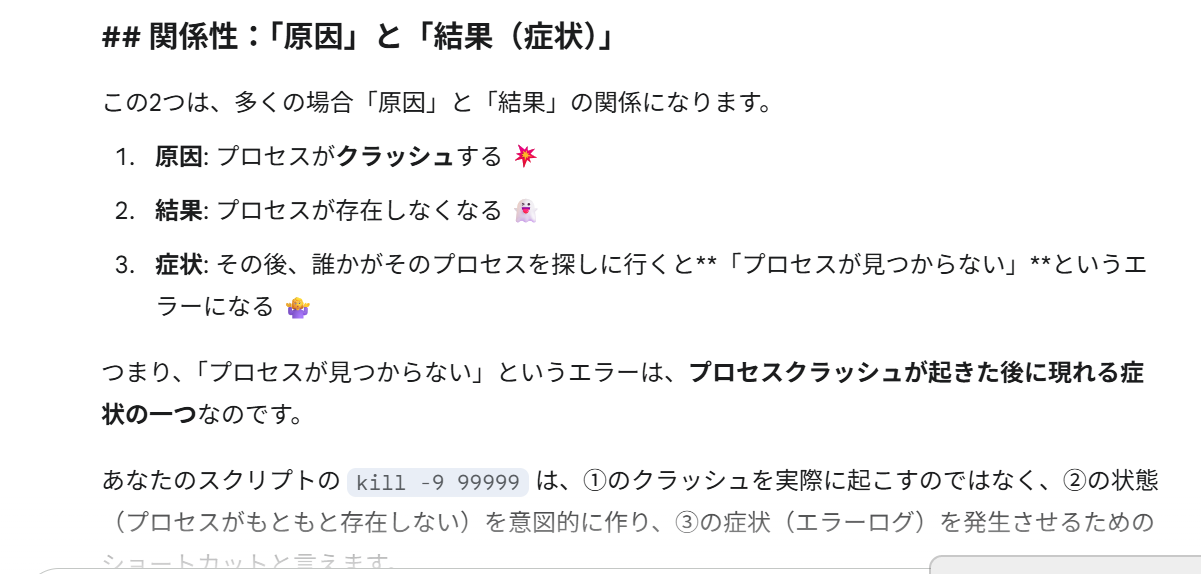 ## 関係性：「原因」と「結果（症状）」
この2つは、多くの場合「原因」と「結果」の関係になります。
1. 原因: プロセスがクラッシュする 💥
2. 結果: プロセスが存在しなくなる 👻
3. 症状: その後、誰かがそのプロセスを探しに行くと**「プロセスが見つからない」**というエ
ラーになる 🤷
つまり、「プロセスが見つからない」というエラーは、プロセスクラッシュが起きた後に現れる症
状の一つなのです。
あなたのスクリプトの kill -9 99999 は、①のクラッシュを実際に起こすのではなく、②の状態
（プロセスがもともと存在しない）を意図的に作り、③の症状（エラーログ）を発生させるための
ショートカットと言えます。